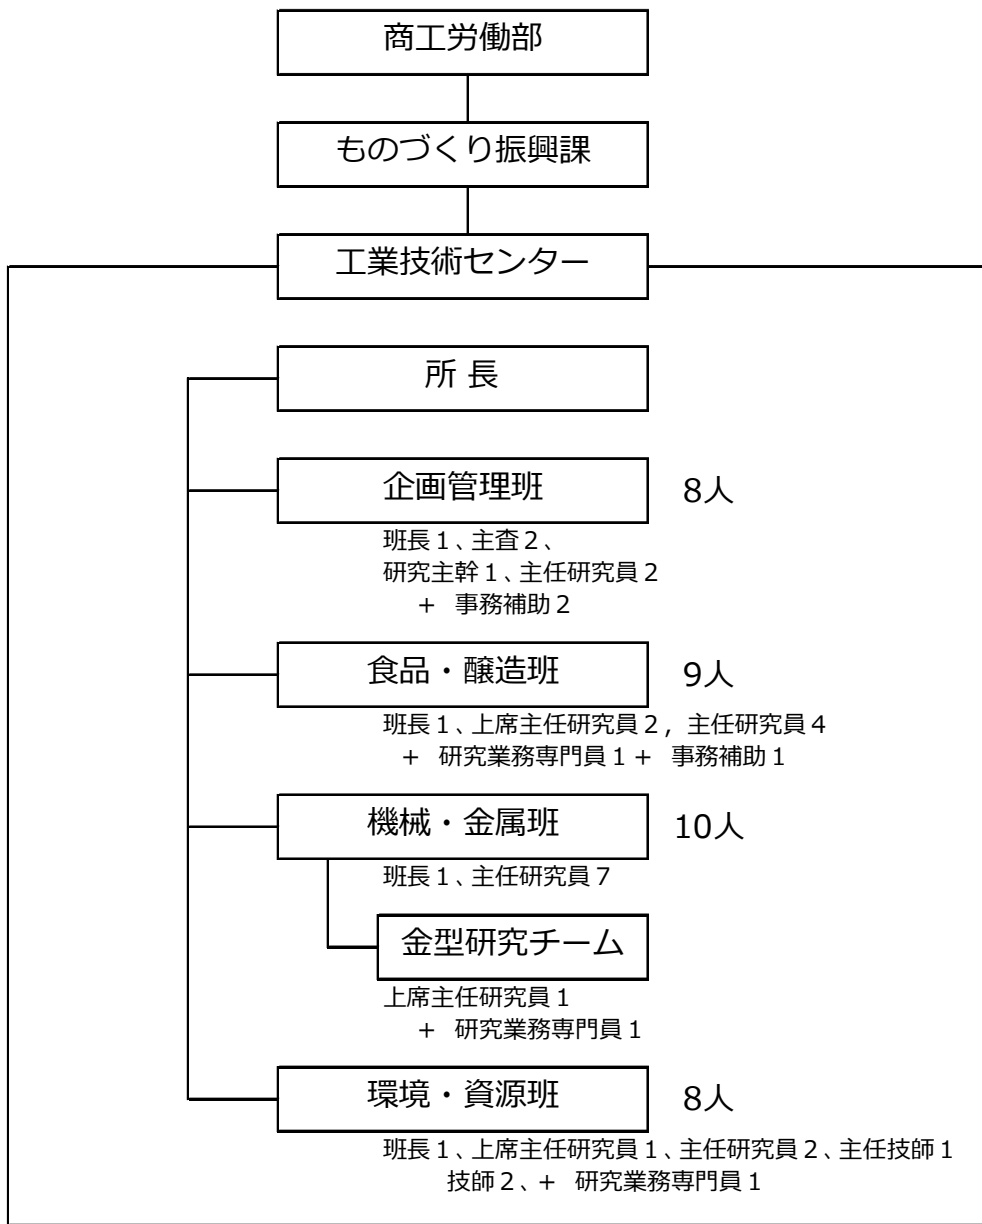 商工労働部
ものづくり振興課
工業技術センター
所 長
企画管理班 8人
班長１、主査２、
研究主幹１、主任研究員２
＋ 事務補助２
食品・醸造班 9人
班長１、上席主任研究員２，主任研究員４
＋ 研究業務専門員１＋ 事務補助１
機械・金属班 10人
班長１、主任研究員７
金型研究チーム
上席主任研究員１
＋ 研究業務専門員１
環境・資源班 8人
班長１、上席主任研究員１、主任研究員２、主任技師１
技師２、＋ 研究業務専門員１